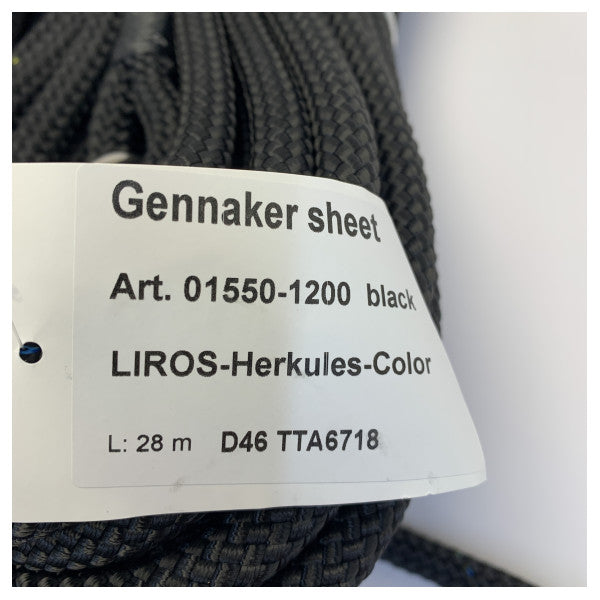 Gennaker sheet
Art. 01550-1200 black
LIROS-Herkules-Color
L: 28 m D46 TTA6718